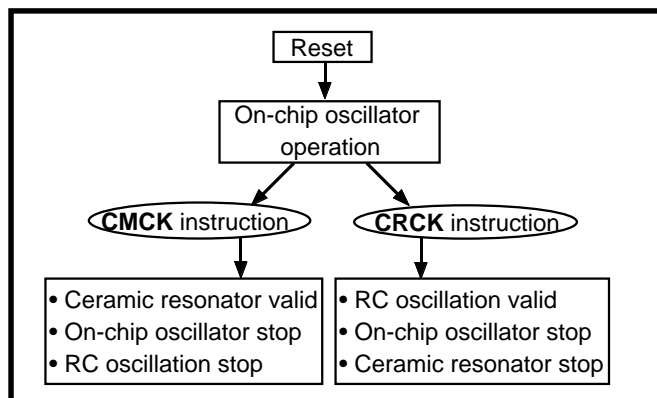 Reset
On-chip oscillator
operation
CMCK instruction
CRCK instruction
• Ceramic resonator valid
• On-chip oscillator stop
• RC oscillation stop
• RC oscillation valid
• On-chip oscillator stop
• Ceramic resonator stop